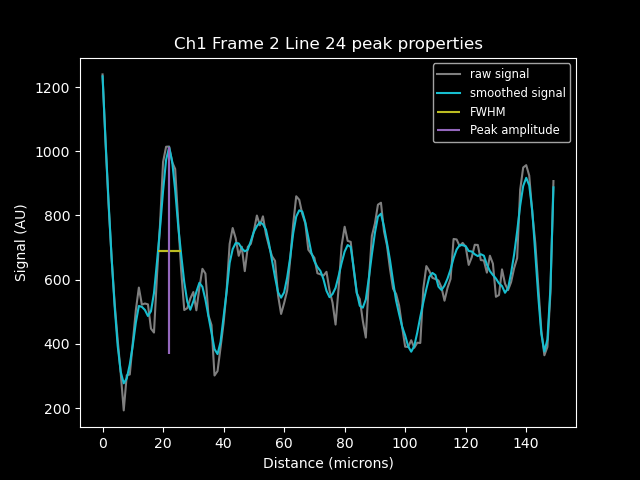 Ch1 Frame 2 Line 24 peak properties
raw signal
smoothed signal
FWHM
Peak amplitude
Signal (AU)
1200
1000
800
600
400
200
0 20 40 60 80 100 120 140
Distance (microns)